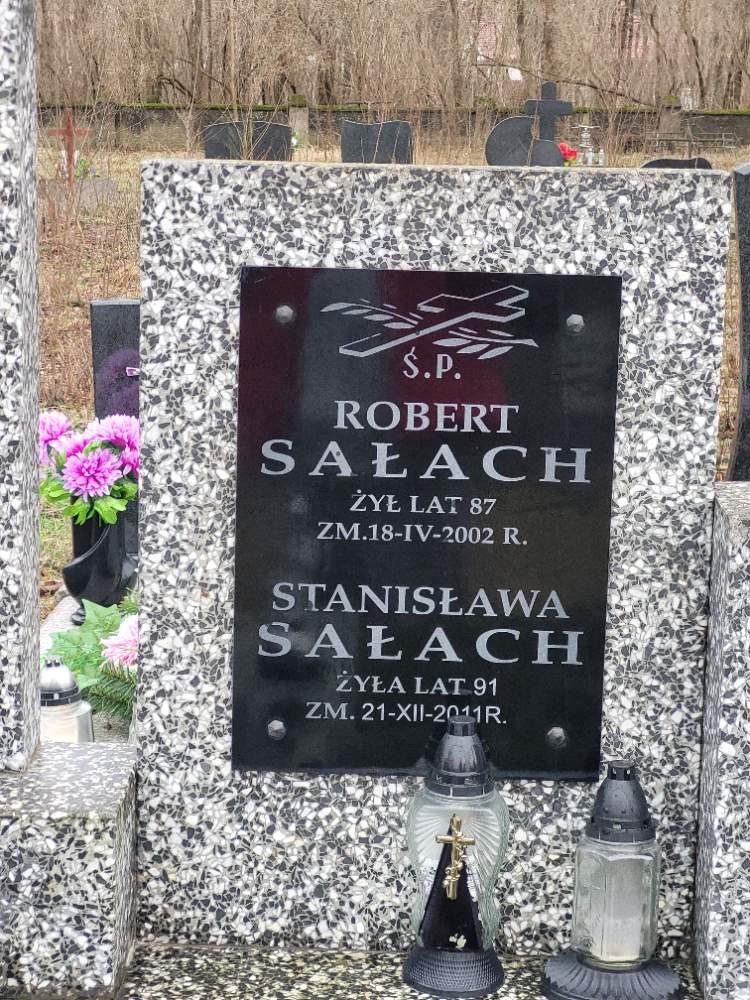 Ś.P.
ROBERT
SAŁACH
ŻYŁ LAT 87
ZM.18-IV-2002 R.
STANISŁAWA
SAŁACH
ŻYŁA LAT 91
ZM. 21-XII-2011R.